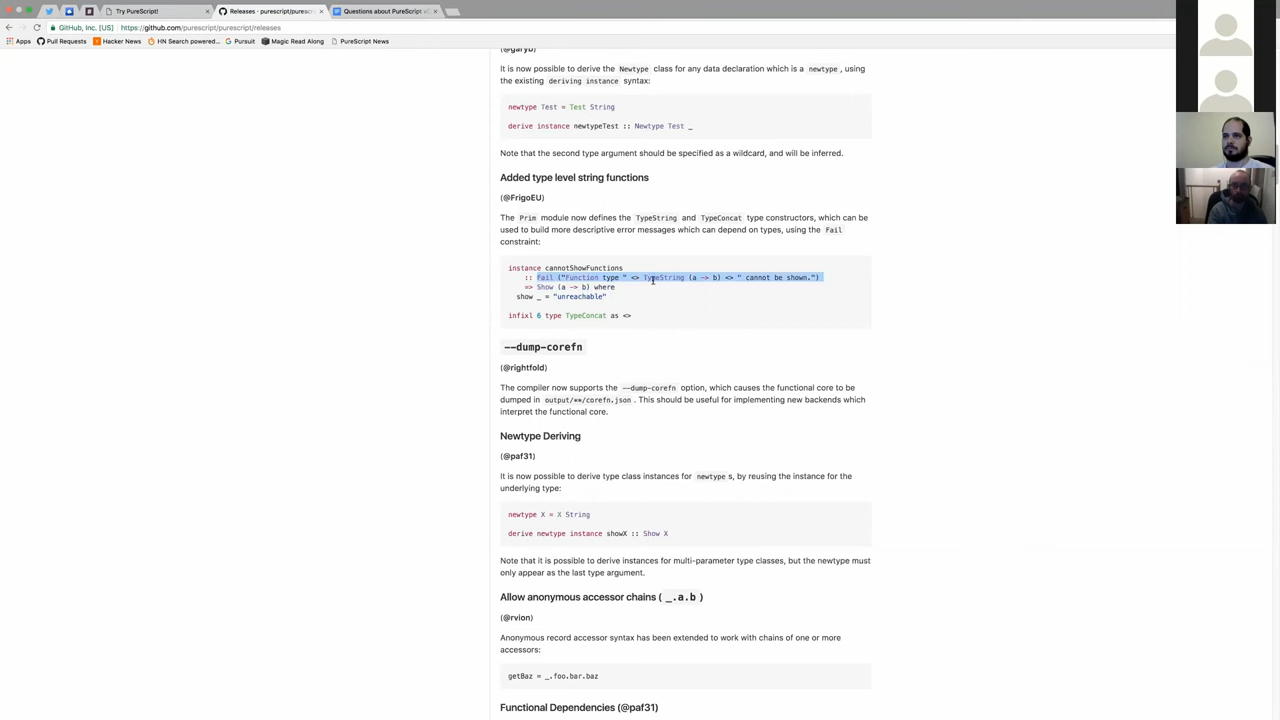 Try PureScript!
Releases · purescript/puresc
Questions about PureScript v
GitHub, Inc. [US]
https://github.com/purescript/purescript/releases
Apps
Pull Requests
Hacker News
HN Search powered...
Pursuit
Magic Read Along
PureScript News
(@garyb)
It is now possible to derive the Newtype class for any data declaration which is a newtype , using
the existing deriving instance syntax:
newtype Test = Test String
derive instance newtypeTest :: Newtype Test _
Note that the second type argument should be specified as a wildcard, and will be inferred.
Added type level string functions
(@FrigoEU)
The Prim module now defines the TypeString and TypeConcat type constructors, which can be
used to build more descriptive error messages which can depend on types, using the Fail
constraint:
instance cannotShowFunctions
:: Fail ("Function type " <> TypeString (a -> b) <> " cannot be shown.")
=> Show (a -> b) where
show _ = "unreachable"
infixl 6 type TypeConcat as <>
--dump-corefn
(@rightfold)
The compiler now supports the --dump-corefn option, which causes the functional core to be
dumped in output/**/corefn.json . This should be useful for implementing new backends which
interpret the functional core.
Newtype Deriving
(@paf31)
It is now possible to derive type class instances for newtype s, by reusing the instance for the
underlying type:
newtype X = X String
derive newtype instance showX :: Show X
Note that it is possible to derive instances for multi-parameter type classes, but the newtype must
only appear as the last type argument.
Allow anonymous accessor chains ( _.a.b )
(@rvion)
Anonymous record accessor syntax has been extended to work with chains of one or more
accessors:
getBaz = _.foo.bar.baz
Functional Dependencies (@paf31)